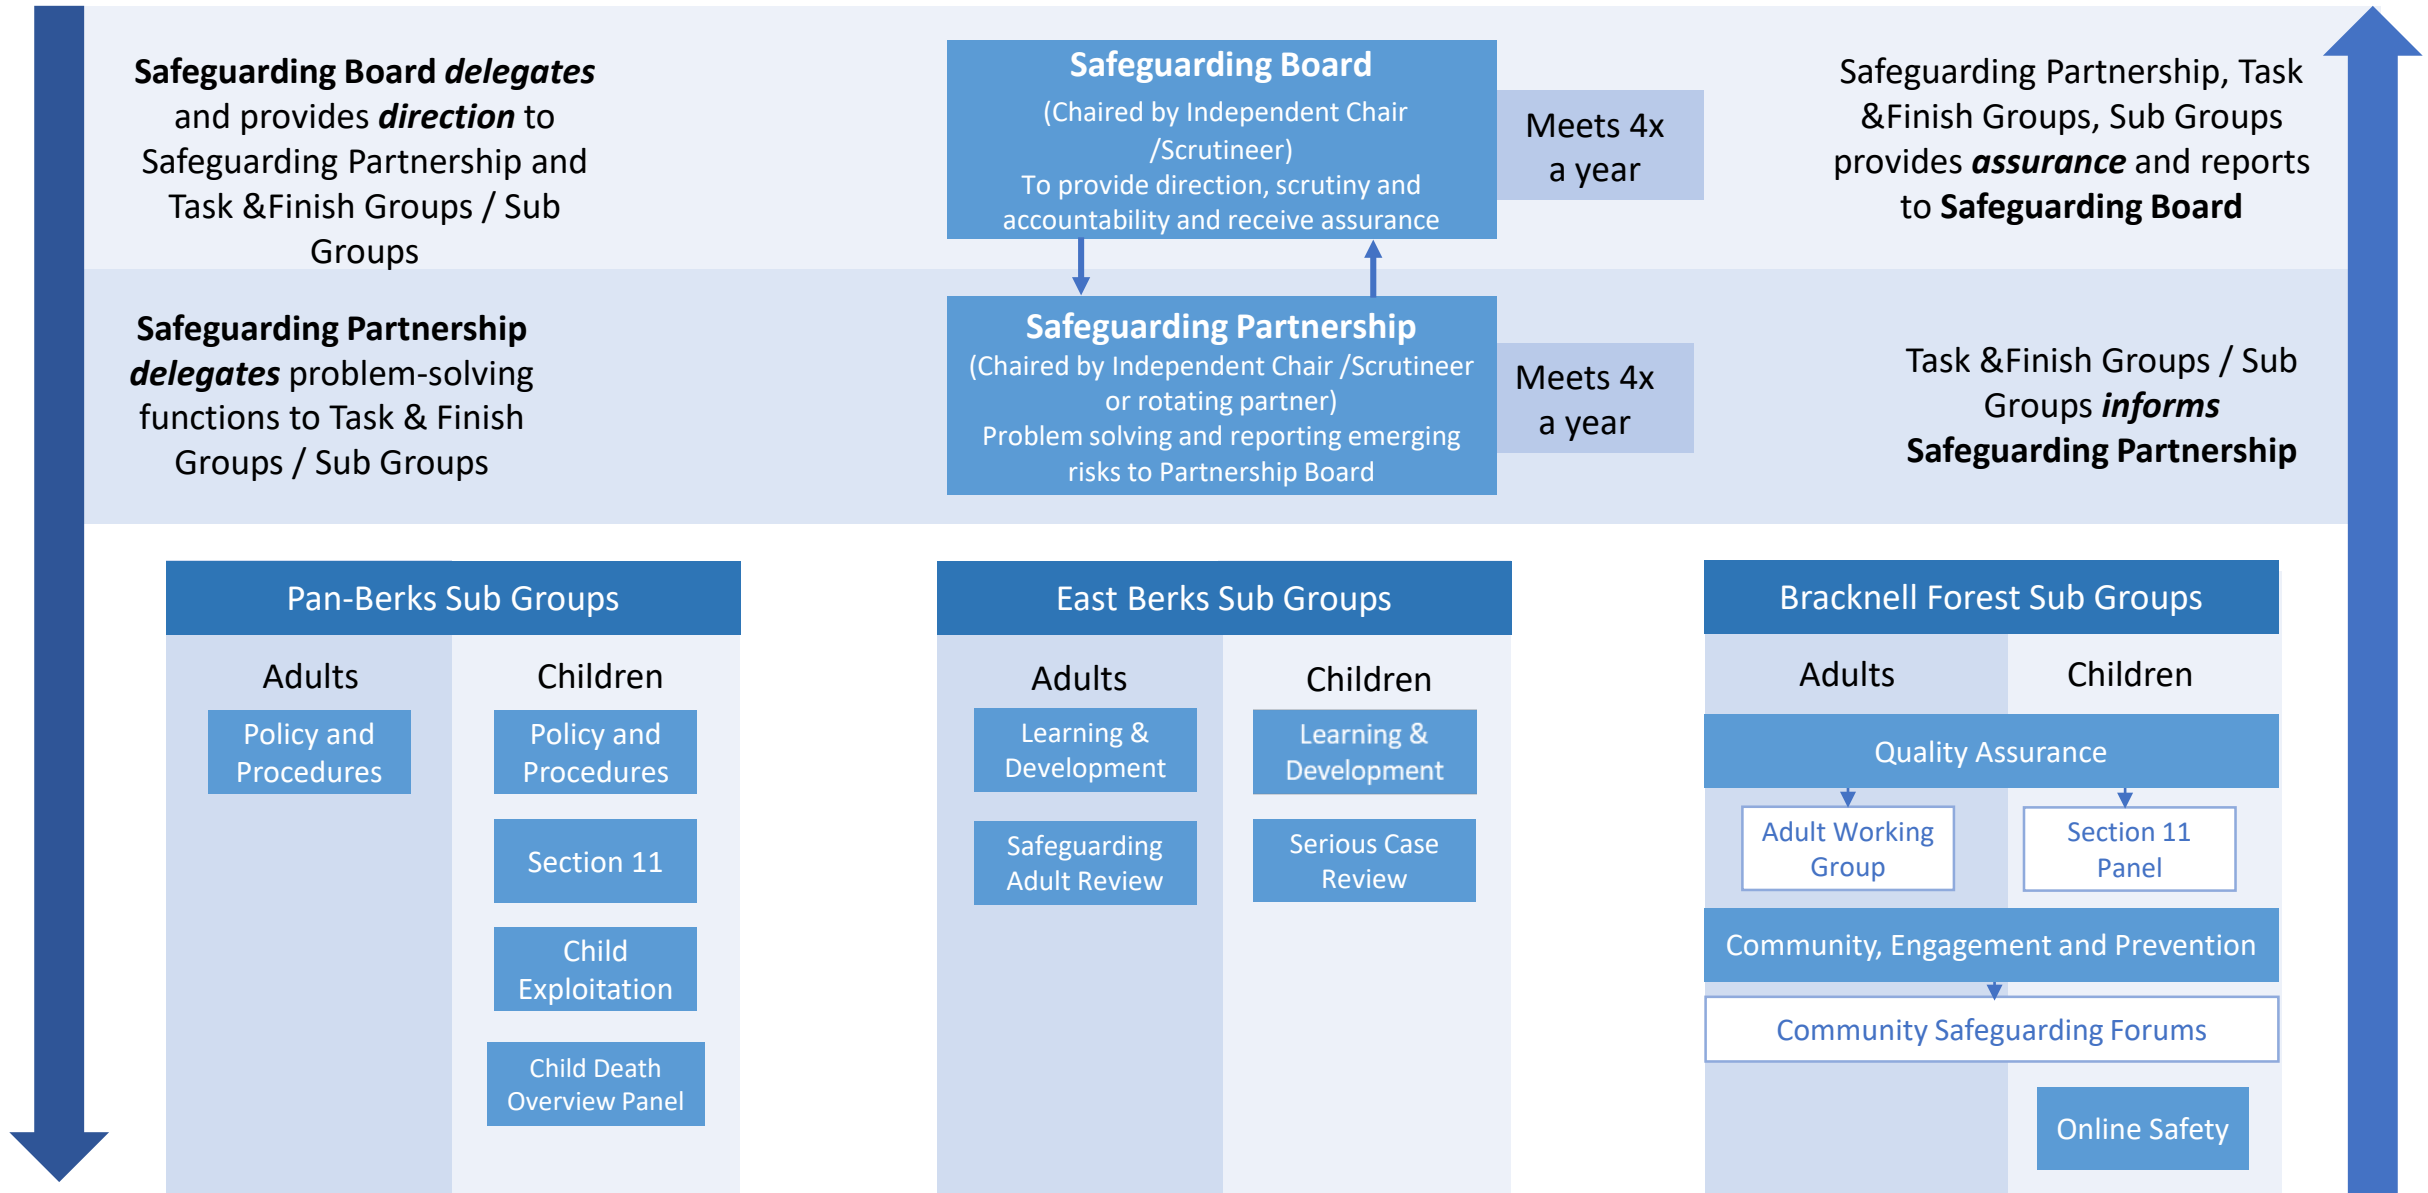 Safeguarding Board delegates
and provides direction to
Safeguarding Partnership and
Task &Finish Groups / Sub
Groups
Safeguarding Board
(Chaired by Independent Chair
/Scrutineer)
To provide direction, scrutiny and
accountability and receive assurance
Meets 4x
a year
Safeguarding Partnership, Task
&Finish Groups, Sub Groups
provides assurance and reports
to Safeguarding Board
Safeguarding Partnership
delegates problem-solving
functions to Task & Finish
Groups / Sub Groups
Safeguarding Partnership
(Chaired by Independent Chair /Scrutineer
or rotating partner)
Problem solving and reporting emerging
risks to Partnership Board
Meets 4x
a year
Task &Finish Groups / Sub
Groups informs
Safeguarding Partnership
Pan-Berks Sub Groups
Adults
Policy and
Procedures
Children
Policy and
Procedures
Section 11
Child
Exploitation
Child Death
Overview Panel
East Berks Sub Groups
Adults
Learning &
Development
Safeguarding
Adult Review
Children
Learning &
Development
Serious Case
Review
Bracknell Forest Sub Groups
Adults
Children
Quality Assurance
Adult Working
Group
Section 11
Panel
Community, Engagement and Prevention
Community Safeguarding Forums
Online Safety